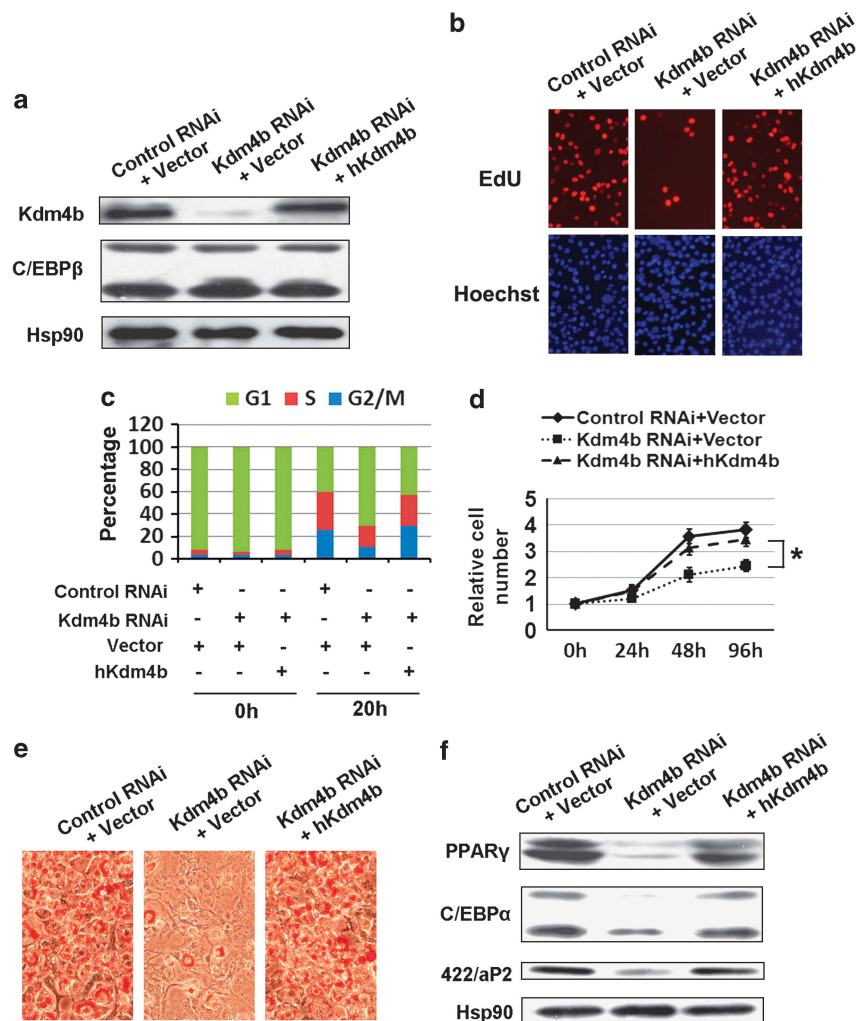 a
Control RNAi
+ Vector
Kdm4b RNAi
+ Vector
Kdm4b RNAi
+ hKdm4b
Kdm4b
C/EBPβ
Hsp90
b
Control RNAi
+ Vector
Kdm4b RNAi
+ Vector
Kdm4b RNAi
+ hKdm4b
EdU
Hoechst
c
G1 S G2/M
Percentage
120
100
80
60
40
20
0
Control RNAi + - - + - -
Kdm4b RNAi - + + - + +
Vector + + - + + -
hKdm4b - - + - - +
0h 20h
d
Control RNAi+Vector
Kdm4b RNAi+Vector
Kdm4b RNAi+hKdm4b
Relative cell
number
5
4
3
2
1
0
*
0h 24h 48h 96h
e
Control RNAi
+ Vector
Kdm4b RNAi
+ Vector
Kdm4b RNAi
+ hKdm4b
f
Control RNAi
+ Vector
Kdm4b RNAi
+ Vector
Kdm4b RNAi
+ hKdm4b
PPARγ
C/EBPα
422/aP2
Hsp90